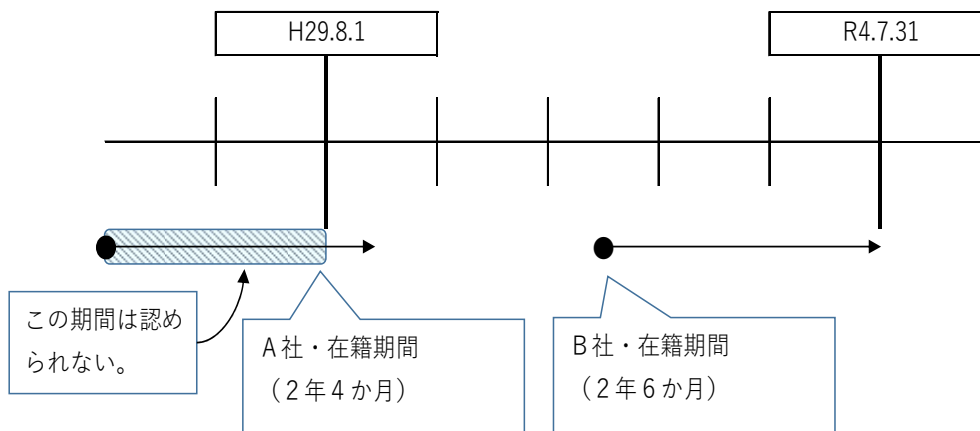 H29.8.1
R4.7.31
この期間は認め
られない。
A社・在籍期間
（２年４か月）
B社・在籍期間
（２年６か月）